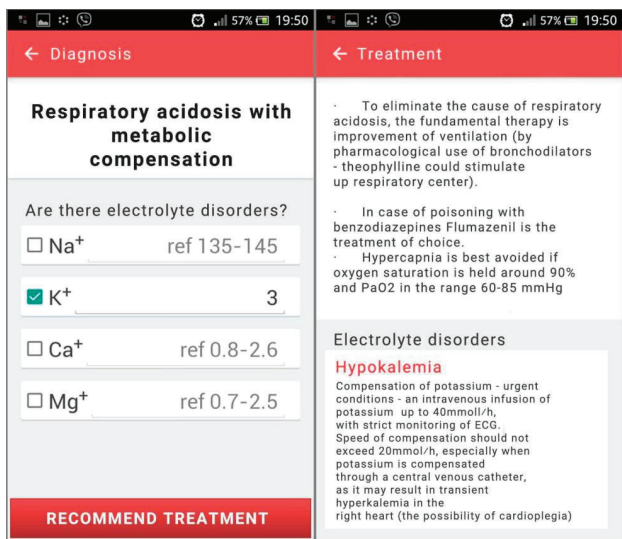 57% 19:50
← Diagnosis
Respiratory acidosis with
metabolic
compensation
Are there electrolyte disorders?
Na+ ref 135-145
K+ 3
Ca+ ref 0.8-2.6
Mg+ ref 0.7-2.5
RECOMMEND TREATMENT
57% 19:50
← Treatment
· To eliminate the cause of respiratory
acidosis, the fundamental therapy is
improvement of ventilation (by
pharmacological use of bronchodilators
- theophylline could stimulate
up respiratory center).
· In case of poisoning with
benzodiazepines Flumazenil is the
treatment of choice.
· Hypercapnia is best avoided if
oxygen saturation is held around 90%
and PaO2 in the range 60-85 mmHg
Electrolyte disorders
Hypokalemia
Compensation of potassium - urgent
conditions - an intravenous infusion of
potassium up to 40mmoll/h,
with strict monitoring of ECG.
Speed of compensation should not
exceed 20mmol/h, especially when
potassium is compensated
through a central venous catheter,
as it may result in transient
hyperkalemia in the
right heart (the possibility of cardioplegia)